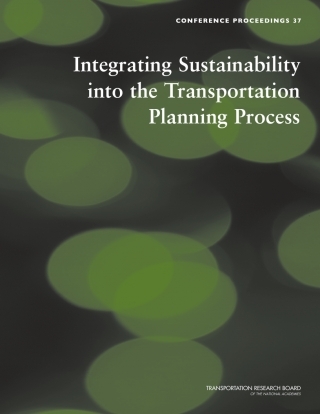 CONFERENCE PROCEEDINGS 37
Integrating Sustainability
into the Transportation
Planning Process
TRANSPORTATION RESEARCH BOARD
OF THE NATIONAL ACADEMIES